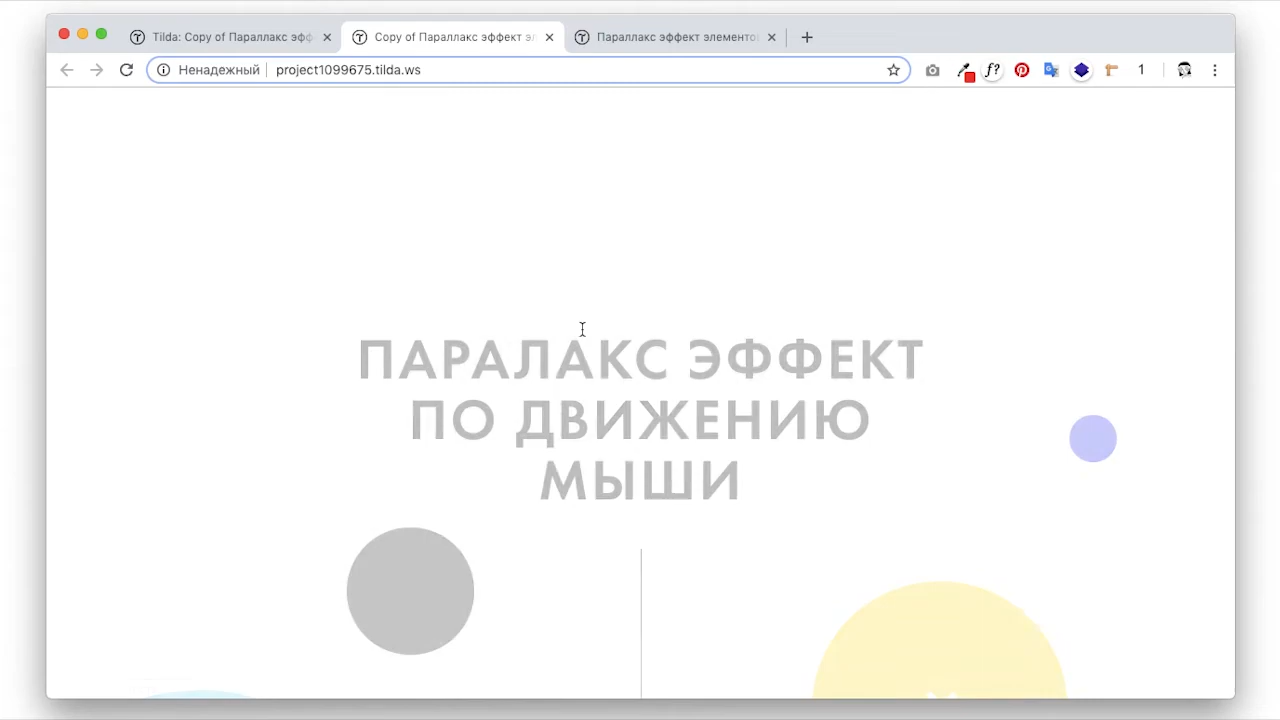 Tilda: Copy of Параллакс эфф
Copy of Параллакс эффект эл
Параллакс эффект элементо
Ненадежный
project1099675.tilda.ws
f?
1
ПАРАЛАКС ЭФФЕКТ
ПО ДВИЖЕНИЮ
МЫШИ